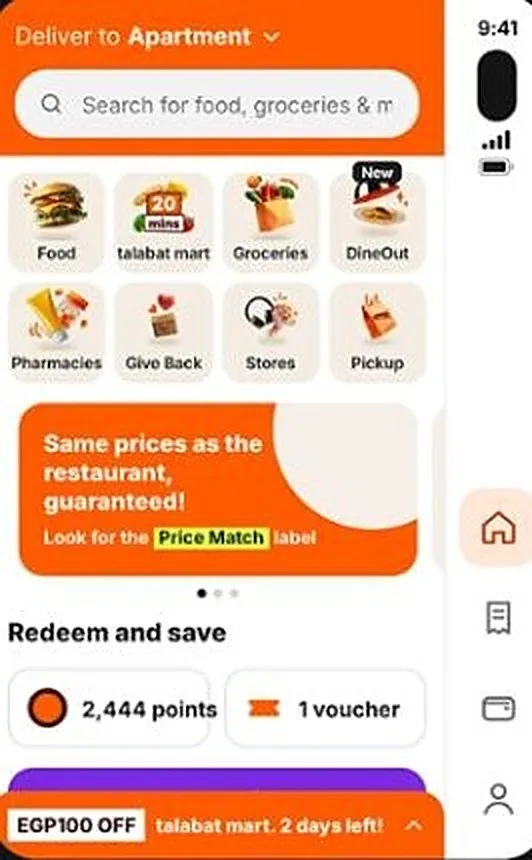 Deliver to Apartment
9:41
Search for food, groceries & m
New
20
mins
Food
talabat mart
Groceries
DineOut
Pharmacies
Give Back
Stores
Pickup
Same prices as the
restaurant,
guaranteed!
Look for the Price Match label
Redeem and save
2,444 points
1 voucher
EGP100 OFF
talabat mart. 2 days left!